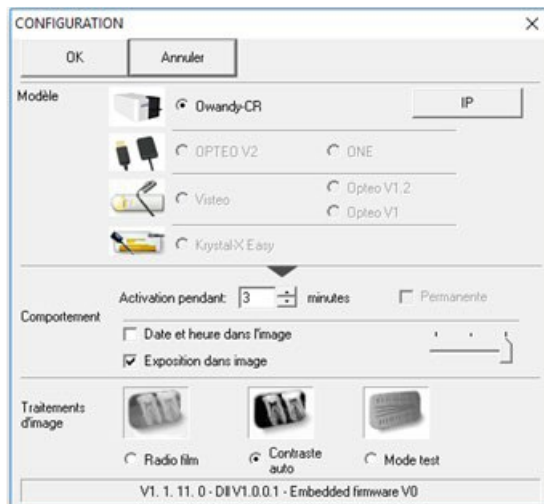 CONFIGURATION
OK Annuler
Modèle
Owandy-CR IP
OPTEO V2 ONE
Visteo Opteo V1.2
Opteo V1
Krystal-X Easy
Activation pendant: 3 minutes Permanente
Comportement
Date et heure dans l'image
Exposition dans image
Traitements
d'image
Radio film Contraste
auto Mode test
V1. 1. 11. 0 - Dll V1.0.0.1 - Embedded firmware V0